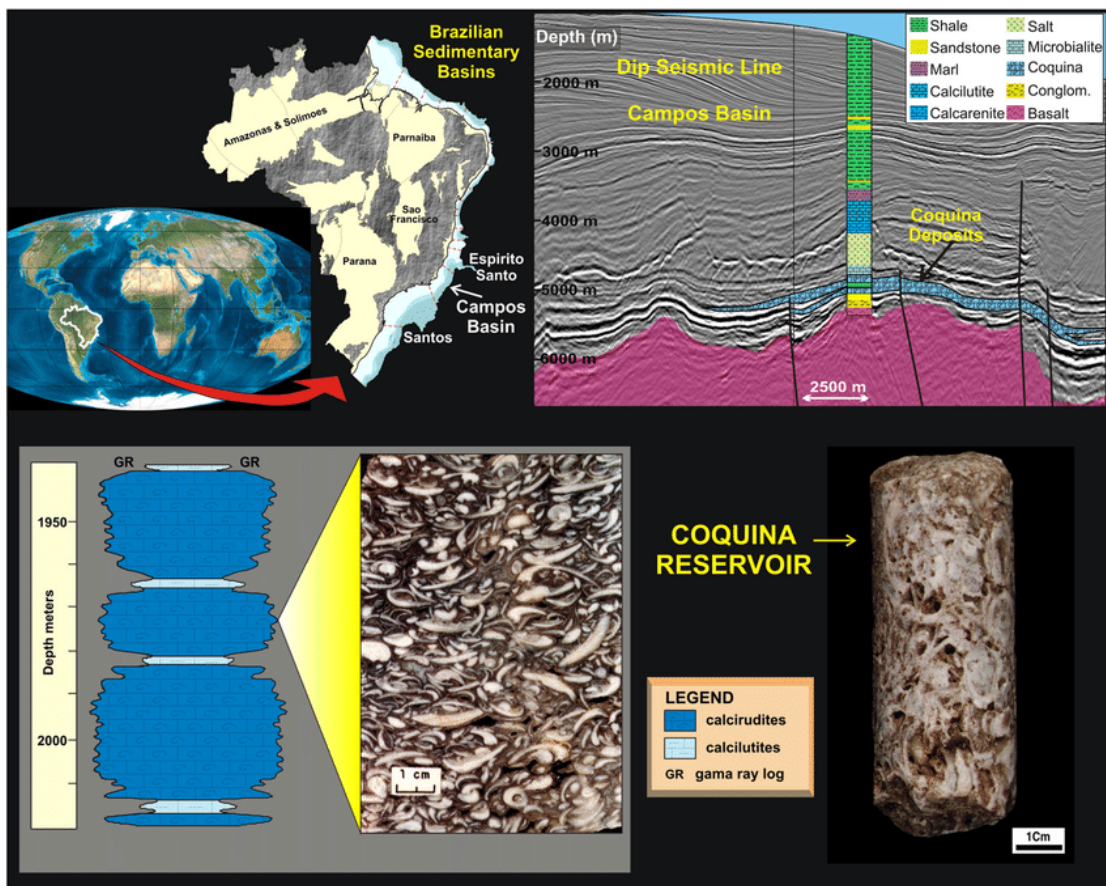 Brazilian
Sedimentary
Basins
Amazonas & Solimoes
Parnaiba
Sao
Francisco
Parana
Espirito
Santo
Campos
Basin
Santos
Depth (m)
Dip Seismic Line
Campos Basin
2000 m
3000 m
4000 m
5000 m
6000 m
Coquina
Deposits
2500 m
Shale
Sandstone
Marl
Calcilutite
Calcarenite
Salt
Microbialite
Coquina
Conglom.
Basalt
GR
GR
Depth meters
1950
2000
1 cm
COQUINA
RESERVOIR
LEGEND
calcirudites
calcilutites
GR gama ray log
1Cm